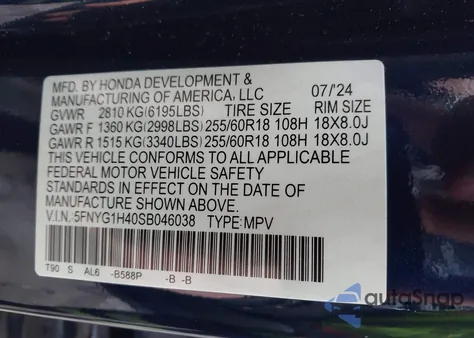 MFD. BY HONDA DEVELOPMENT &
MANUFACTURING OF AMERICA, LLC 07/'24
GVWR 2810 KG (6195LBS) TIRE SIZE RIM SIZE
GAWR F 1360 KG (2998LBS) 255/60R18 108H 18X8.0J
GAWR R 1515 KG (3340LBS) 255/60R18 108H 18X8.0J
THIS VEHICLE CONFORMS TO ALL APPLICABLE
FEDERAL MOTOR VEHICLE SAFETY
STANDARDS IN EFFECT ON THE DATE OF
MANUFACTURE SHOWN ABOVE.
V.I.N.: 5FNYG1H40SB046038 TYPE: MPV
T90 S AL6 -B588P -B -B
autoSnap